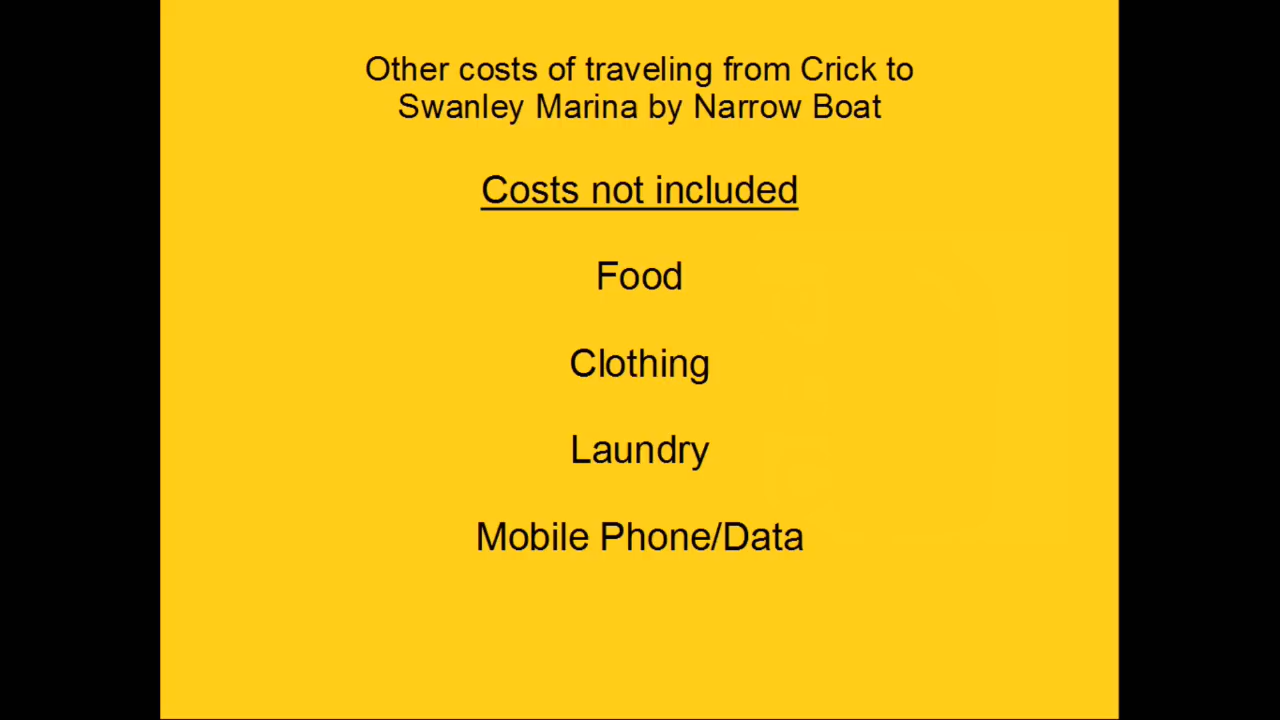 Other costs of traveling from Crick to
Swanley Marina by Narrow Boat
Costs not included
Food
Clothing
Laundry
Mobile Phone/Data